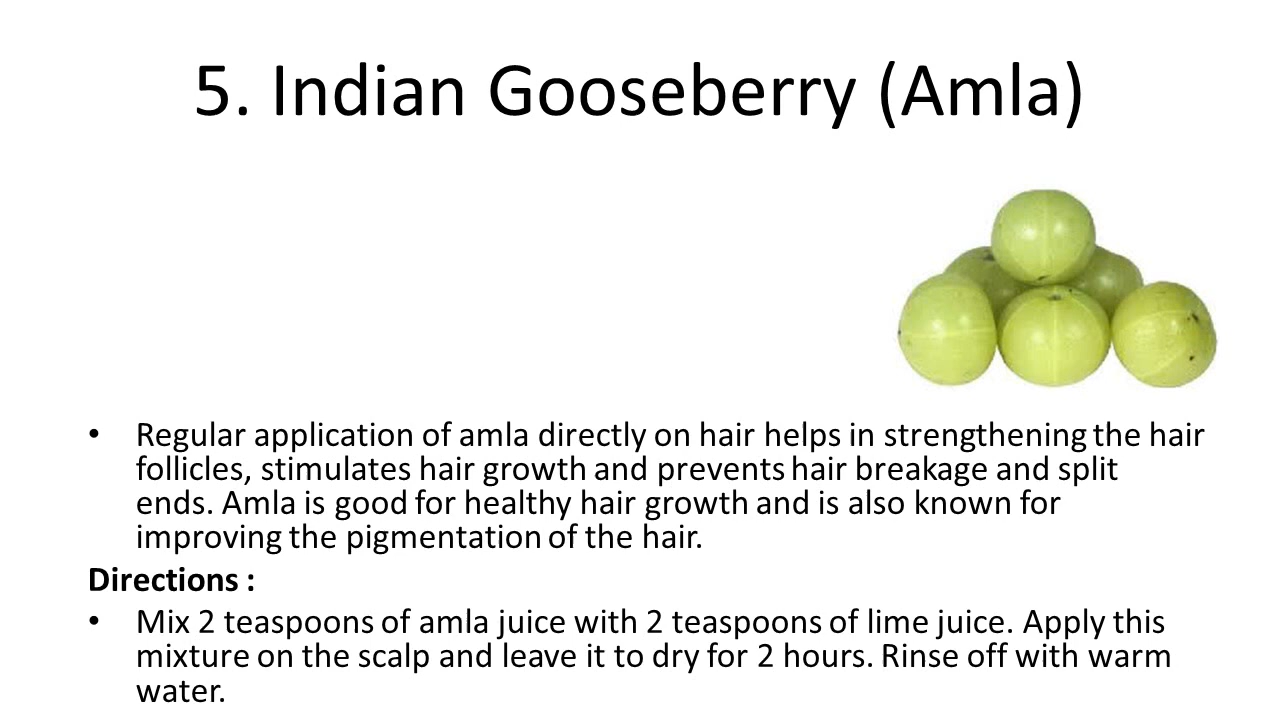 5. Indian Gooseberry (Amla)
• Regular application of amla directly on hair helps in strengthening the hair
follicles, stimulates hair growth and prevents hair breakage and split
ends. Amla is good for healthy hair growth and is also known for
improving the pigmentation of the hair.
Directions :
• Mix 2 teaspoons of amla juice with 2 teaspoons of lime juice. Apply this
mixture on the scalp and leave it to dry for 2 hours. Rinse off with warm
water.